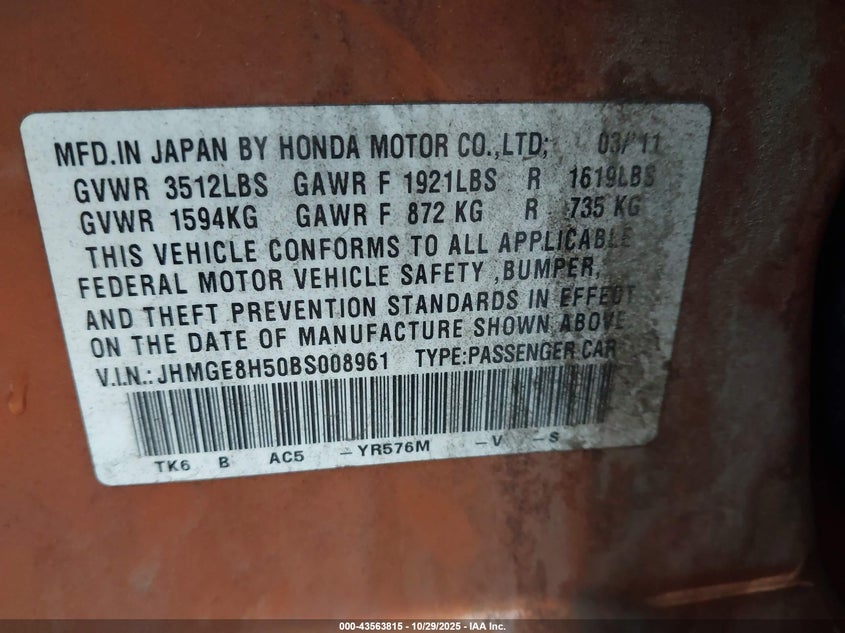 MFD.IN JAPAN BY HONDA MOTOR CO.,LTD; 03/'11
GVWR 3512LBS GAWR F 1921LBS R 1619LBS
GVWR 1594KG GAWR F 872 KG R 735 KG
THIS VEHICLE CONFORMS TO ALL APPLICABLE
FEDERAL MOTOR VEHICLE SAFETY ,BUMPER,
AND THEFT PREVENTION STANDARDS IN EFFECT
ON THE DATE OF MANUFACTURE SHOWN ABOVE
V.I.N.: JHMGE8H50BS008961 TYPE:PASSENGER CAR
TK6 B AC5 -YR576M -V -S
000-43563815 - 10/29/2025 - IAA Inc.